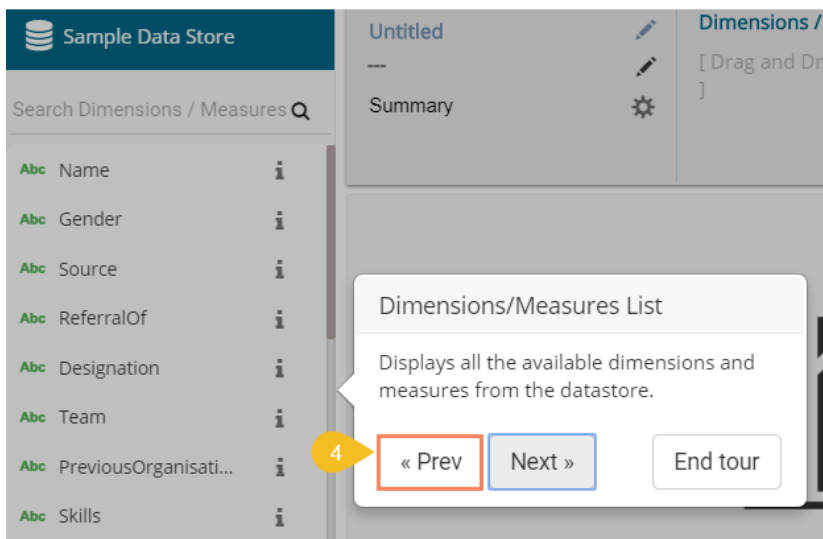 Sample Data Store
Search Dimensions / Measures
Abc Name
Abc Gender
Abc Source
Abc ReferralOf
Abc Designation
Abc Team
Abc PreviousOrganisati...
Abc Skills
Untitled
---
Summary
Dimensions /
[ Drag and Dr
]
Dimensions/Measures List
Displays all the available dimensions and
measures from the datastore.
4
« Prev
Next »
End tour